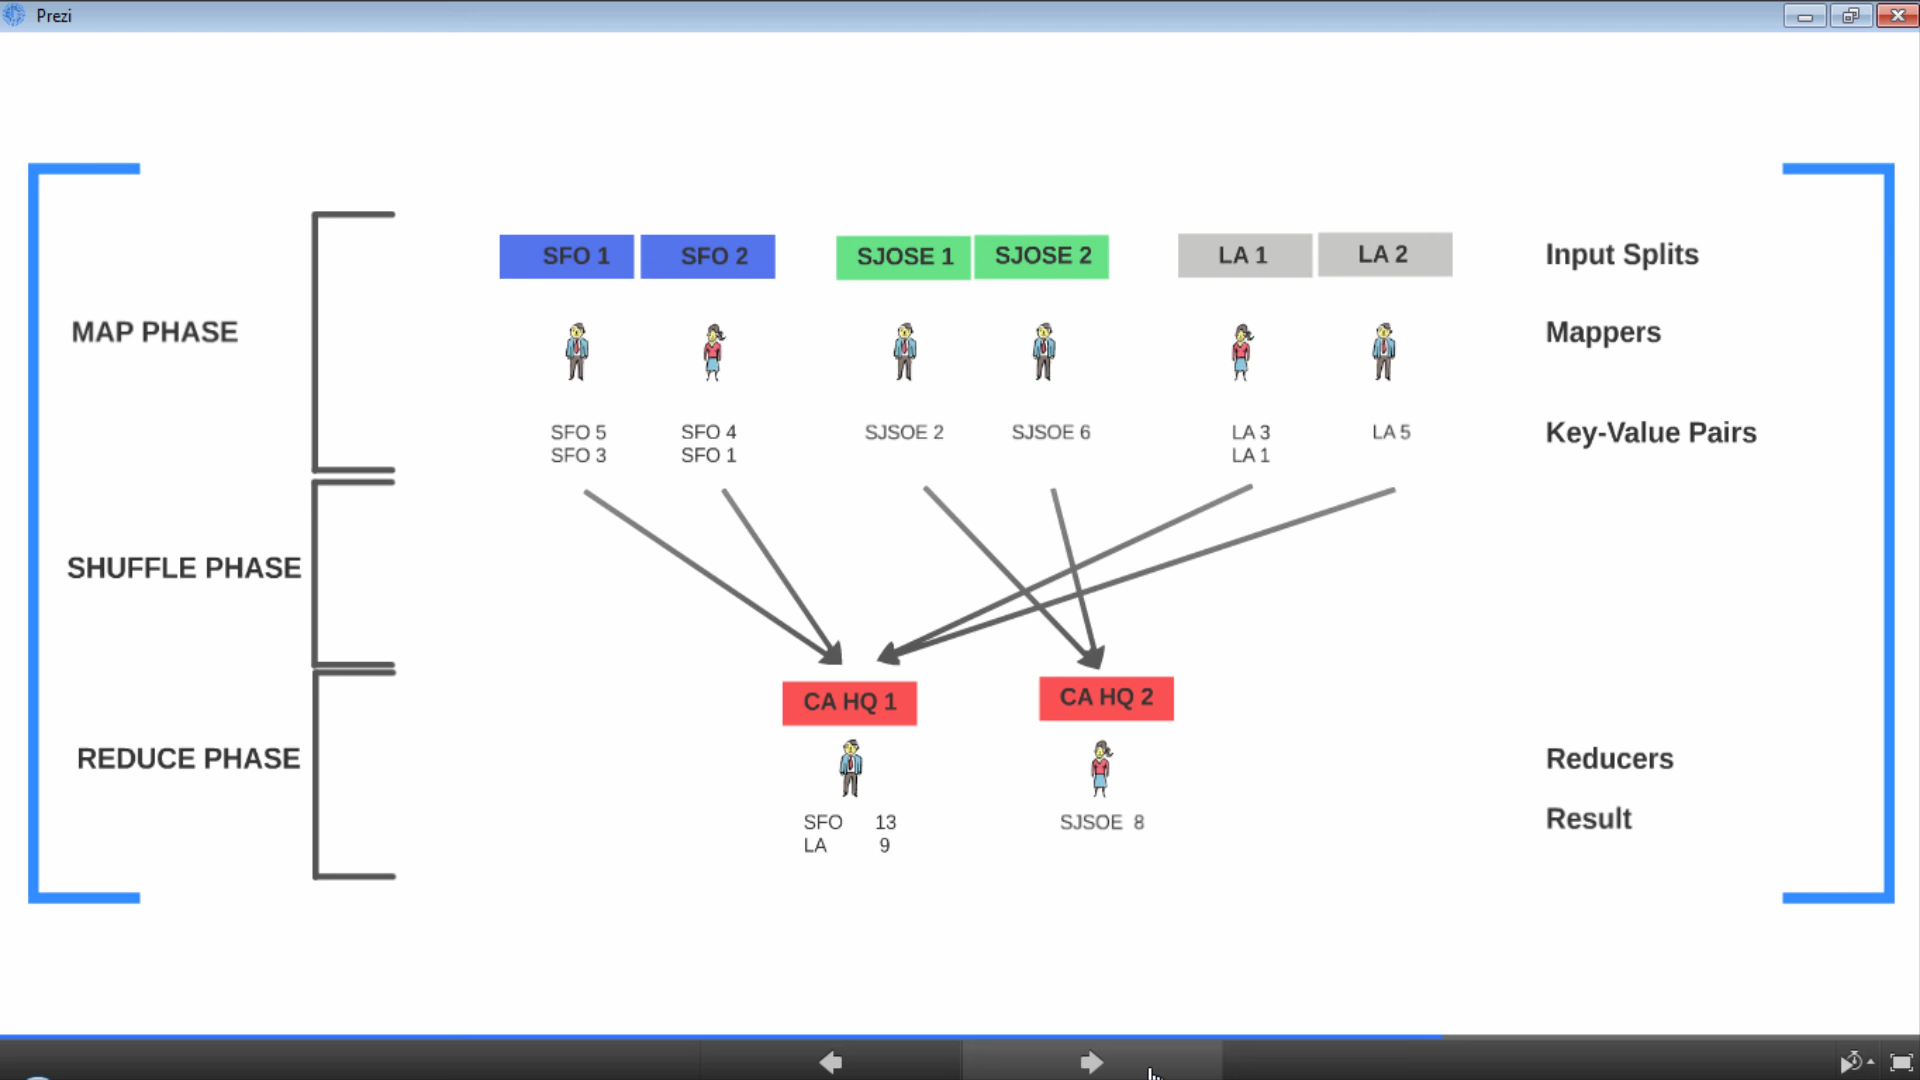 Prezi
SFO 1 SFO 2 SJOSE 1 SJOSE 2 LA 1 LA 2 Input Splits
MAP PHASE Mappers
SFO 5 SFO 4 SJSOE 2 SJSOE 6 LA 3 LA 5 Key-Value Pairs
SFO 3 SFO 1 LA 1
SHUFFLE PHASE
CA HQ 1 CA HQ 2
REDUCE PHASE Reducers
SFO 13 SJSOE 8 Result
LA 9